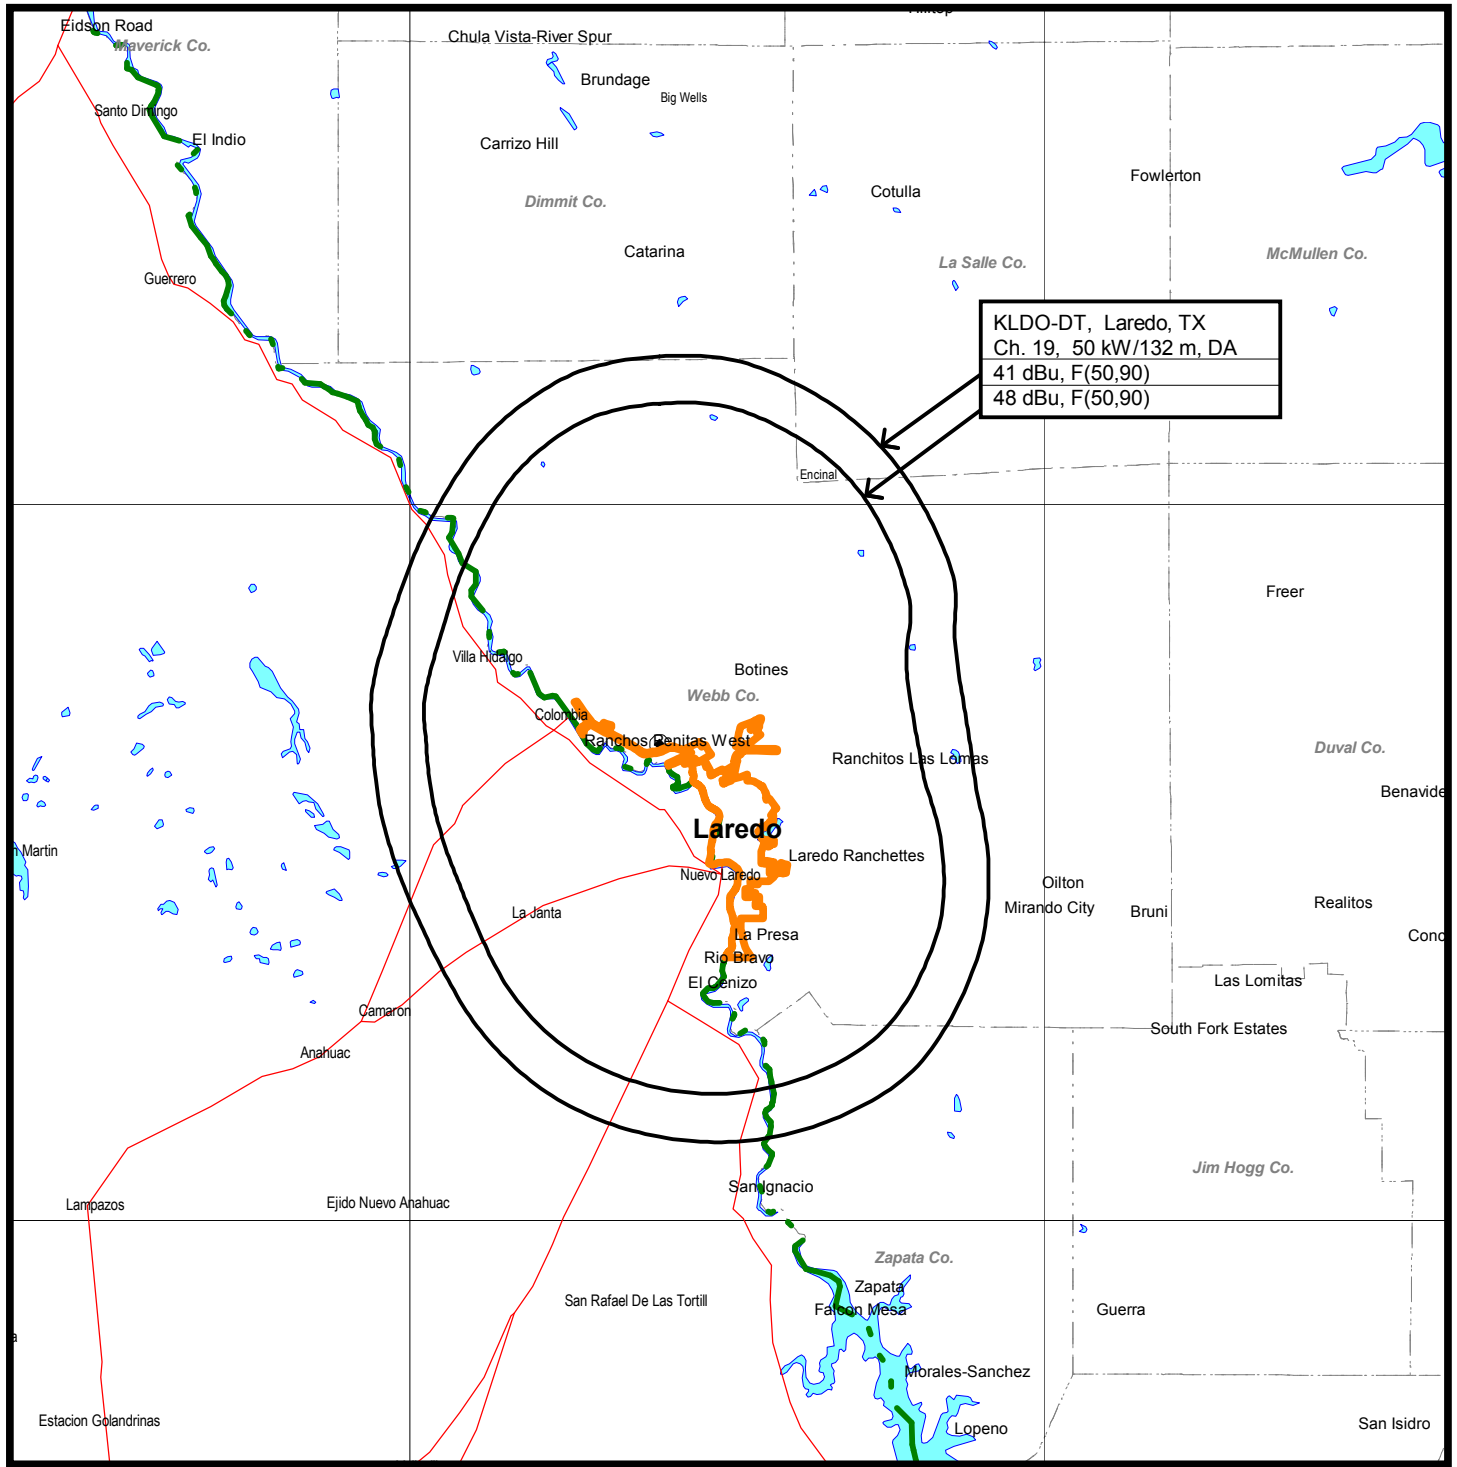 Hilltop
Eidson Road
Maverick Co.
Chula Vista-River Spur
Brundage
Big Wells
Santo Dimingo
El Indio
Carrizo Hill
Fowlerton
Cotulla
Dimmit Co.
Catarina
La Salle Co.
McMullen Co.
Guerrero
KLDO-DT, Laredo, TX
Ch. 19, 50 kW/132 m, DA
41 dBu, F(50,90)
48 dBu, F(50,90)
Encinal
Freer
Villa Hidalgo
Botines
Webb Co.
Colombia
Ranchos Penitas West
Duval Co.
Ranchitos Las Lomas
Benavide
Laredo
n Martin
Laredo Ranchettes
Nuevo Laredo
Oilton
La Janta
Mirando City
Bruni
Realitos
La Presa
Conc
Rio Bravo
El Cenizo
Las Lomitas
Camaron
South Fork Estates
Anahuac
Jim Hogg Co.
San Ignacio
Lampazos
Ejido Nuevo Anahuac
Zapata Co.
Zapata
San Rafael De Las Tortill
Falcon Mesa
Guerra
a
Morales-Sanchez
Estacion Golandrinas
Lopeno
San Isidro